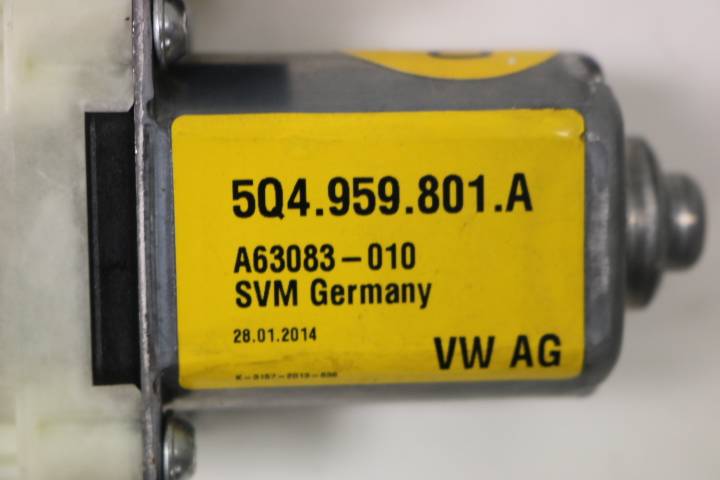 5Q4.959.801.A
A63083-010
SVM Germany
28.01.2014
VW AG